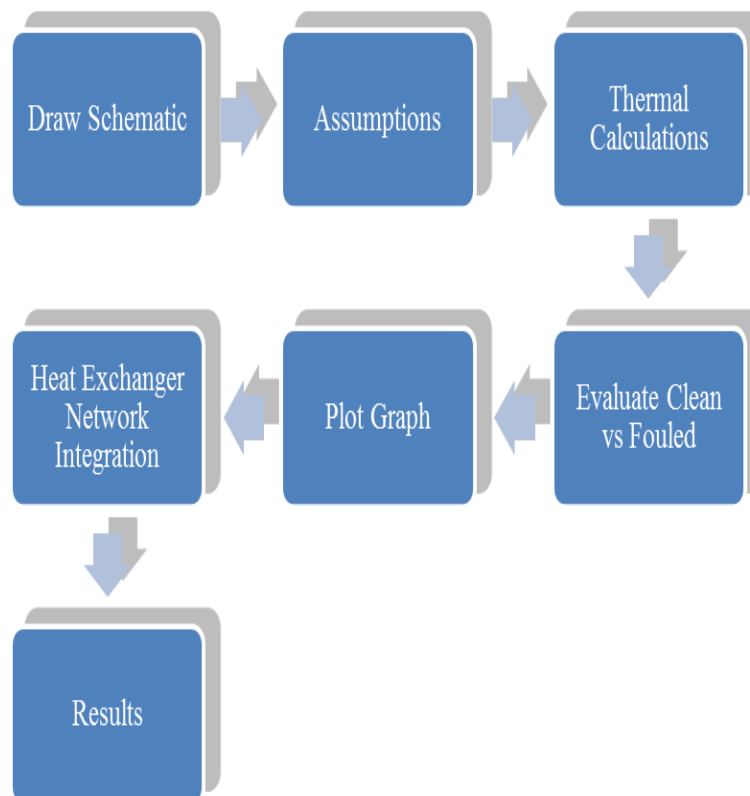 Draw Schematic
Assumptions
Thermal
Calculations
Evaluate Clean
vs Fouled
Plot Graph
Heat Exchanger
Network
Integration
Results